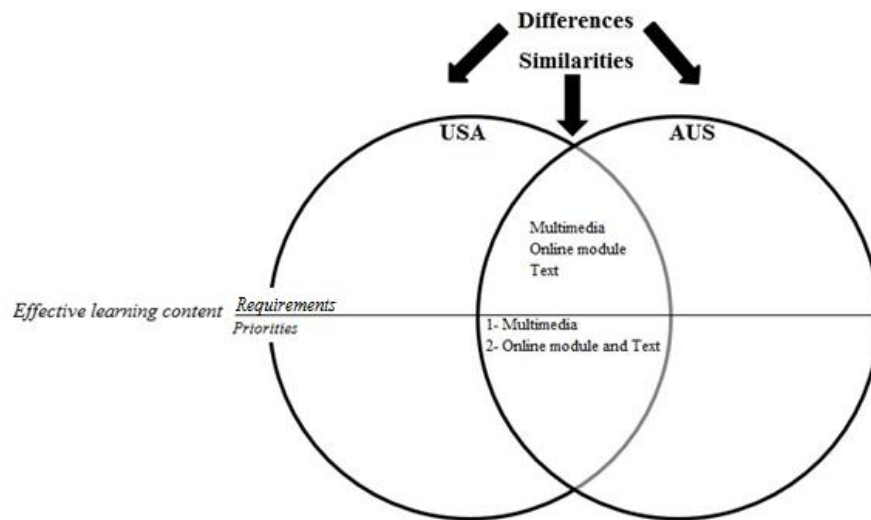 Differences
Similarities
USA
AUS
Multimedia
Online module
Text
Effective learning content
Requirements
Priorities
1- Multimedia
2- Online module and Text